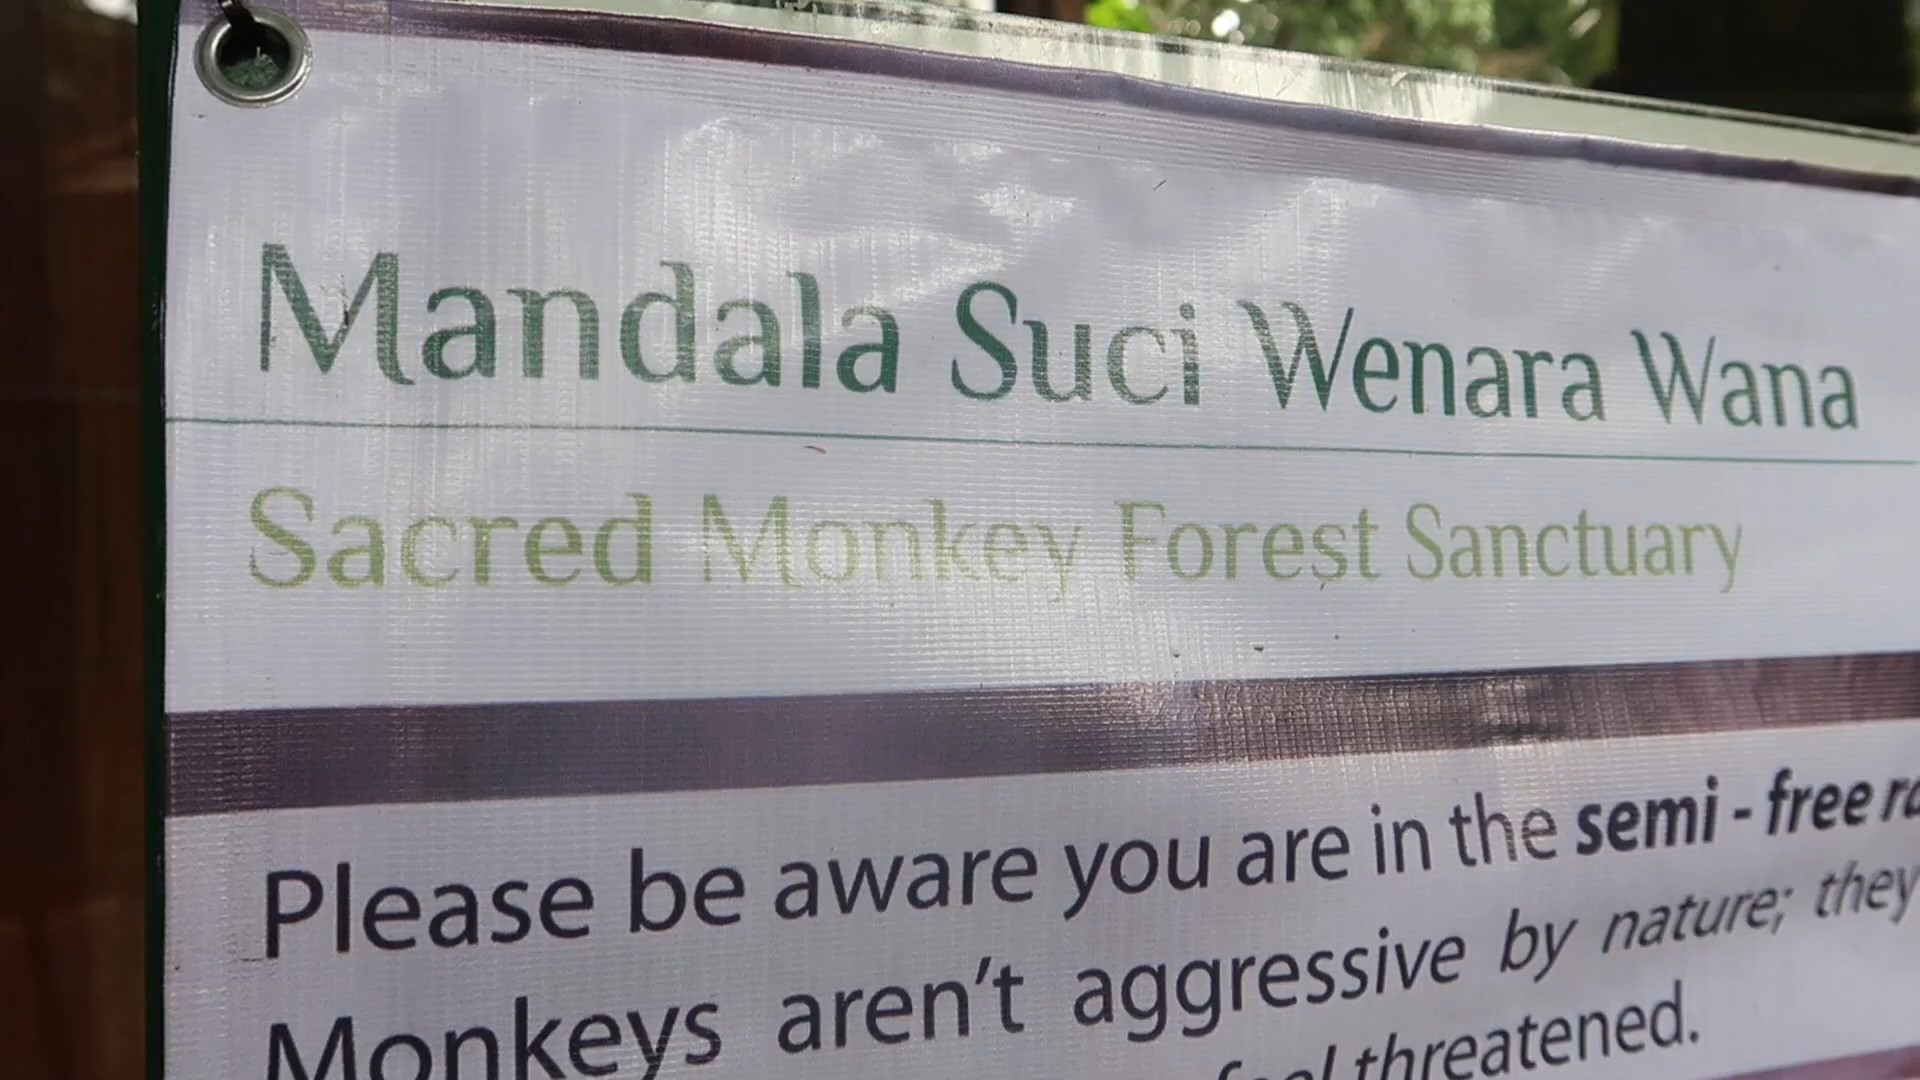 Mandala Suci Wenara Wana
Sacred Monkey Forest Sanctuary
Please be aware you are in the semi - free
Monkeys aren't aggressive by nature; they
feel threatened.